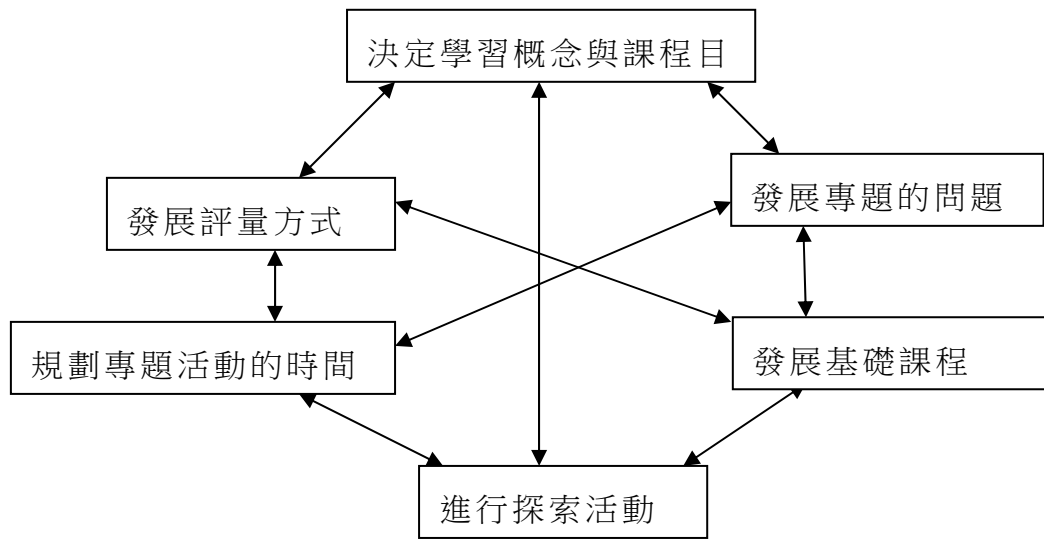 決定學習概念與課程目
發展評量方式
發展專題的問題
規劃專題活動的時間
發展基礎課程
進行探索活動